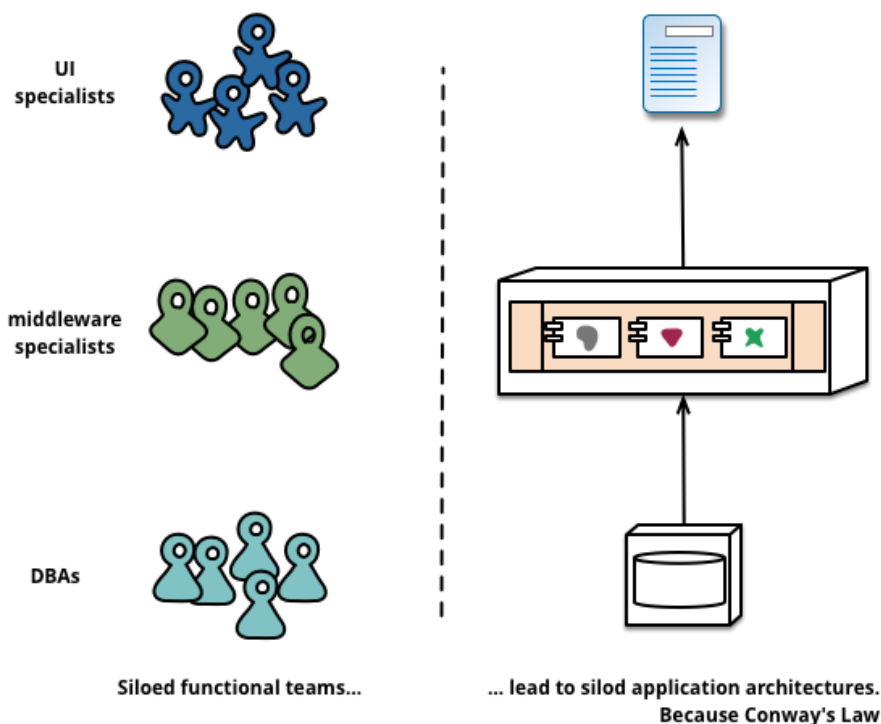 UI
specialists
middleware
specialists
DBAs
Siloed functional teams...
... lead to silod application architectures.
Because Conway's Law